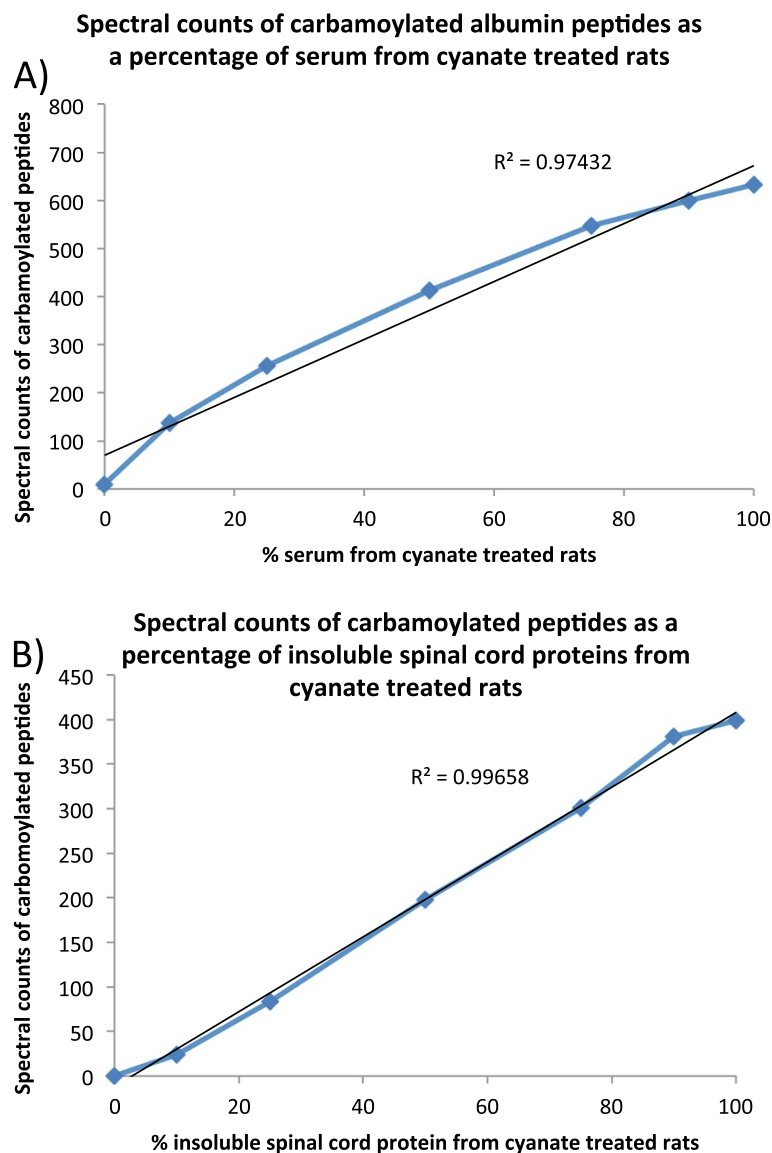 Spectral counts of carbamoylated albumin peptides as
a percentage of serum from cyanate treated rats
A)
Spectral counts of carbamoylated peptides
800
700
600
500
400
300
200
100
0
R² = 0.97432
0 20 40 60 80 100
% serum from cyanate treated rats
Spectral counts of carbamoylated peptides as a
percentage of insoluble spinal cord proteins from
cyanate treated rats
B)
Spectral counts of carbomoylated peptides
450
400
350
300
250
200
150
100
50
0
R² = 0.99658
0 20 40 60 80 100
% insoluble spinal cord protein from cyanate treated rats